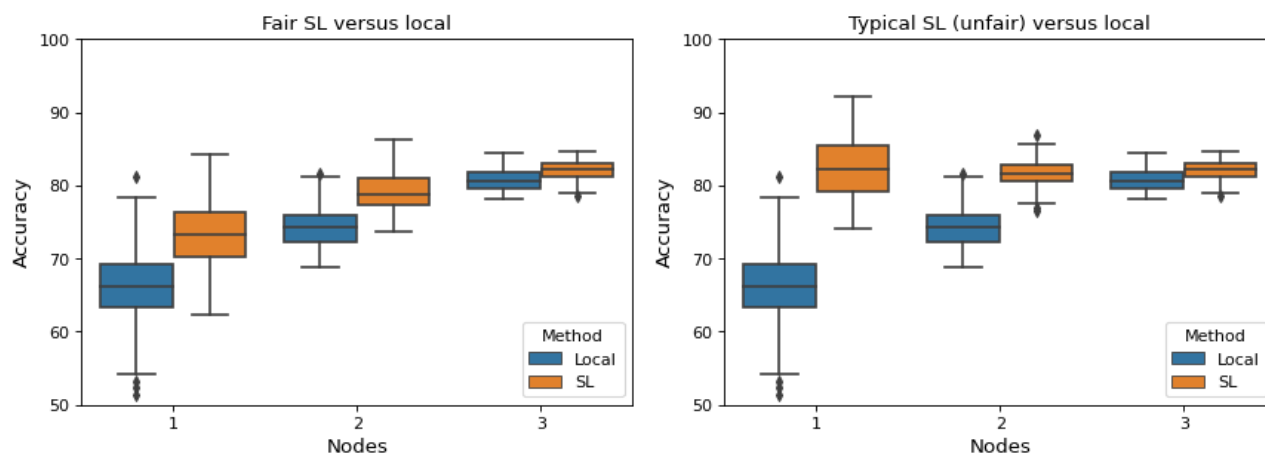 Fair SL versus local
100
90
80
70
60
50
Accuracy
1 2 3
Nodes
Method
Local
SL
Typical SL (unfair) versus local
100
90
80
70
60
50
Accuracy
1 2 3
Nodes
Method
Local
SL